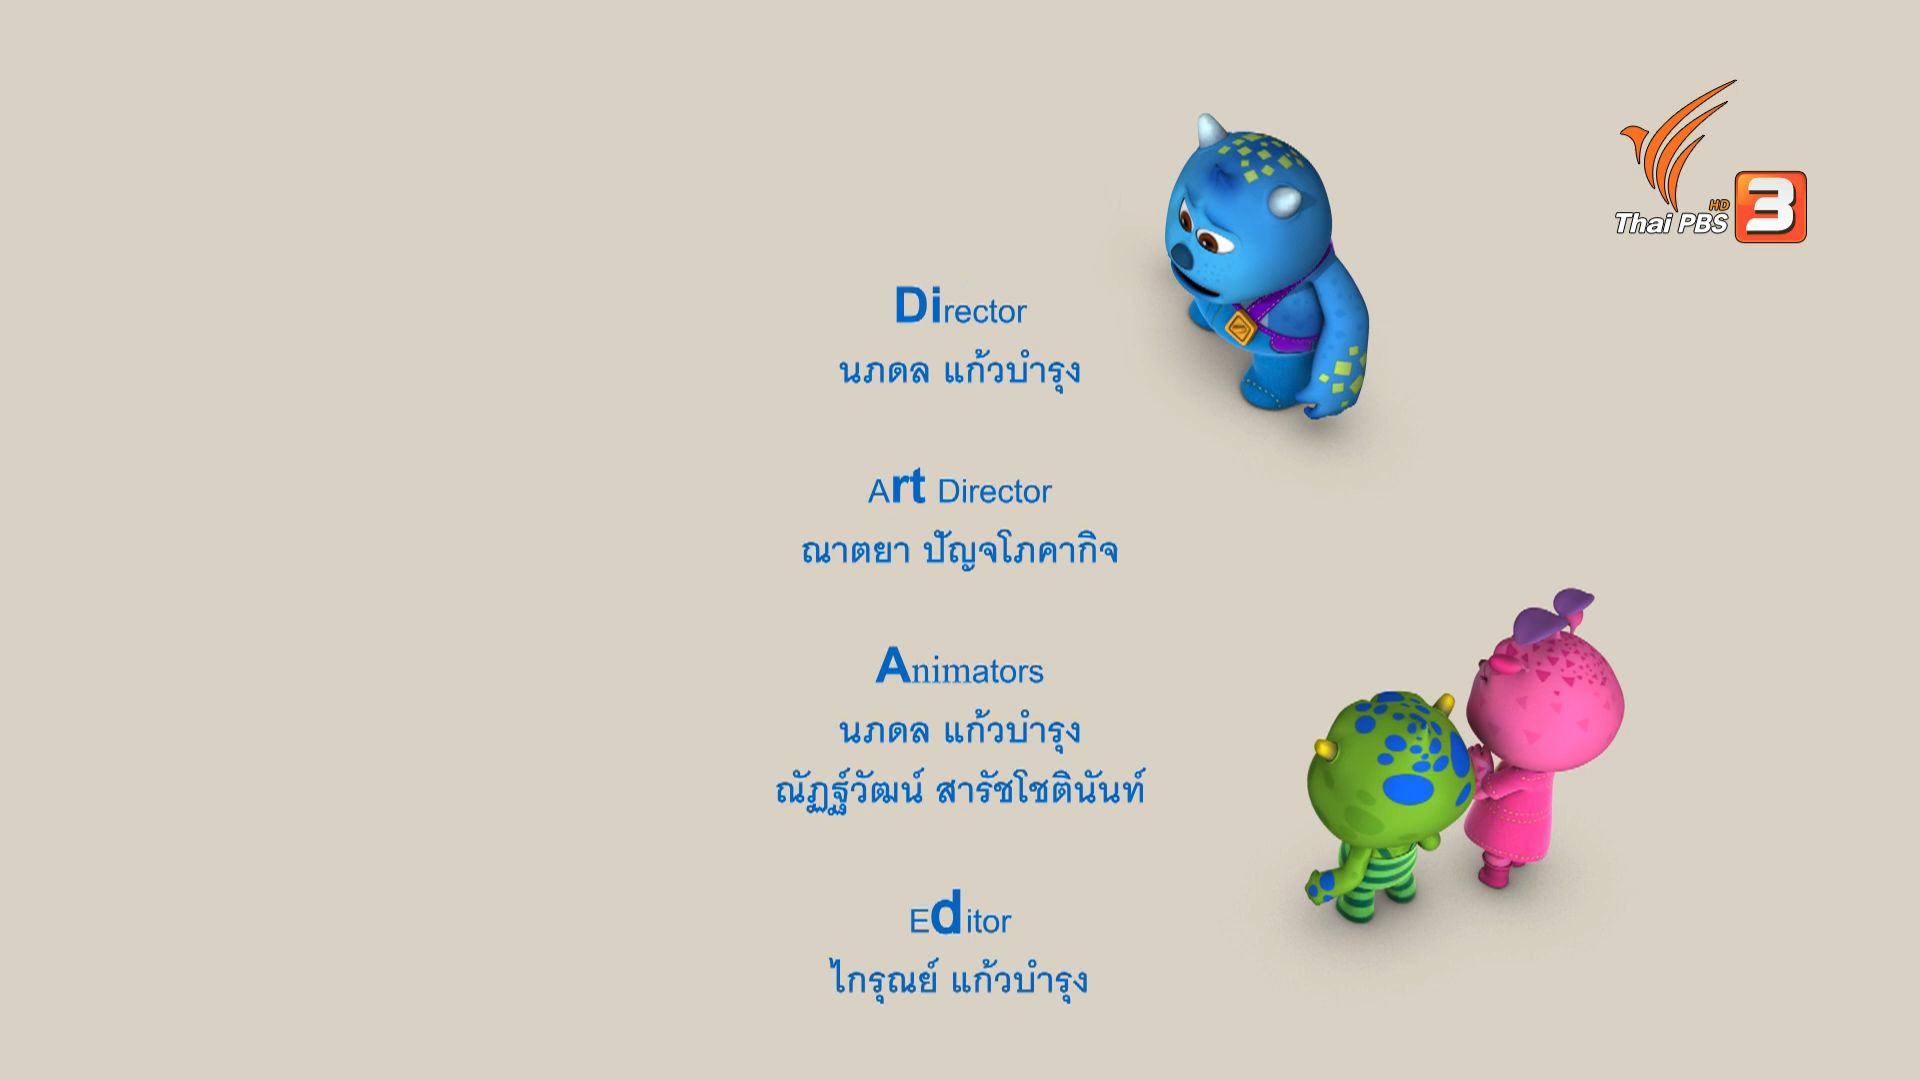 HD
Thai PBS 3
Director
นภดล แก้วบำรุง
Art Director
ณาตยา ปัญจโภคากิจ
Animators
นภดล แก้วบำรุง
ณัฏฐ์วัฒน์ สารัชโชตินันท์
Editor
ไกรุณย์ แก้วบำรุง